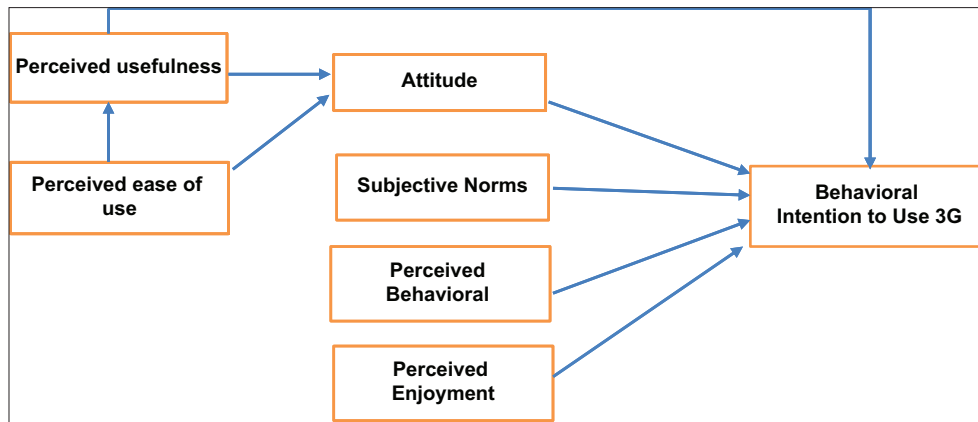 Perceived usefulness
Attitude
Perceived ease of
use
Subjective Norms
Behavioral
Intention to Use 3G
Perceived
Behavioral
Perceived
Enjoyment